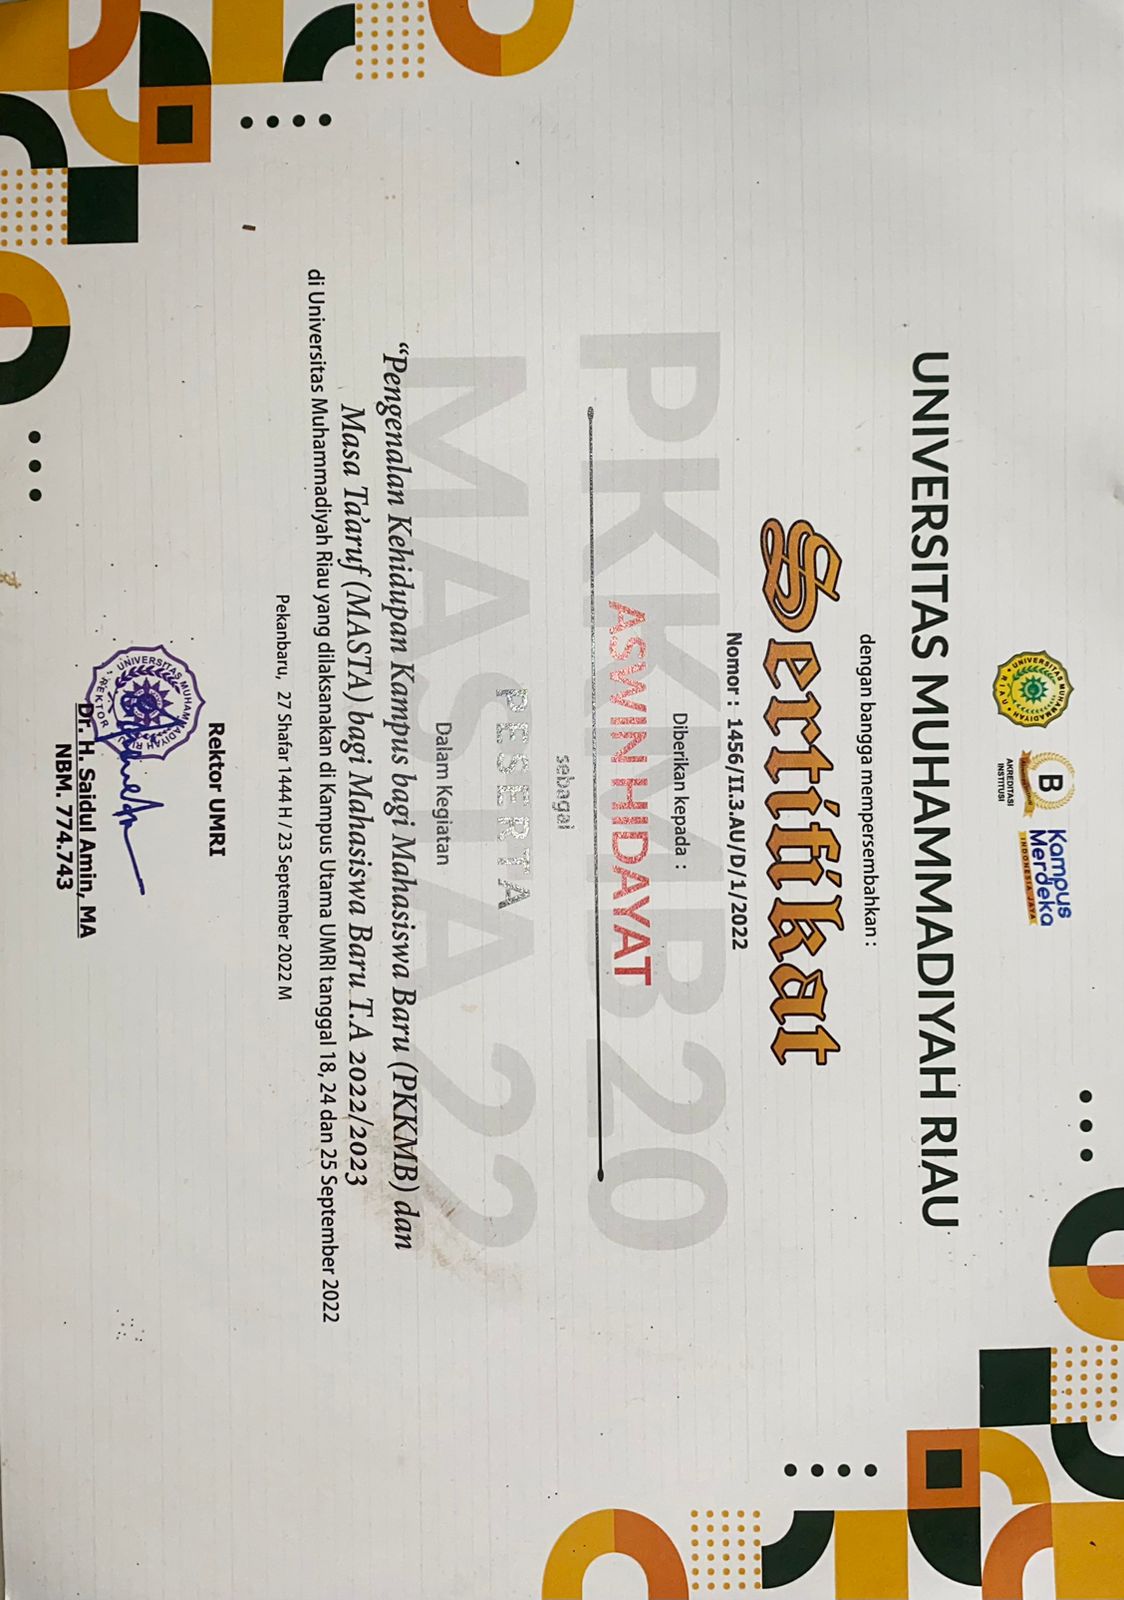 UNIVERSITAS MUHAMMADIYAH RIAU
B
AKREDITASI
INSTITUSI
Kampus
Merdeka
INDONESIA JAYA
UNIVERSITAS MUHAMMADIYAH RIAU
dengan bangga mempersembahkan :
Sertifikat
Nomor : 1456/II.3.AU/D/1/2022
PKKMB20
Diberikan kepada :
ASWIN HIDAYAT
sebagai
MASTA 22
PESERTA
Dalam Kegiatan
“Pengenalan Kehidupan Kampus bagi Mahasiswa Baru (PKKMB) dan
Masa Ta’aruf (MASTA) bagi Mahasiswa Baru T.A 2022/2023
di Universitas Muhammadiyah Riau yang dilaksanakan di Kampus Utama UMRI tanggal 18, 24 dan 25 September 2022
Pekanbaru, 27 Shafar 1444 H / 23 September 2022 M
Rektor UMRI
UNIVERSITAS MUHAMMADIYAH RIAU
REKTOR
Dr. H. Saidul Amin, MA
NBM. 774.743